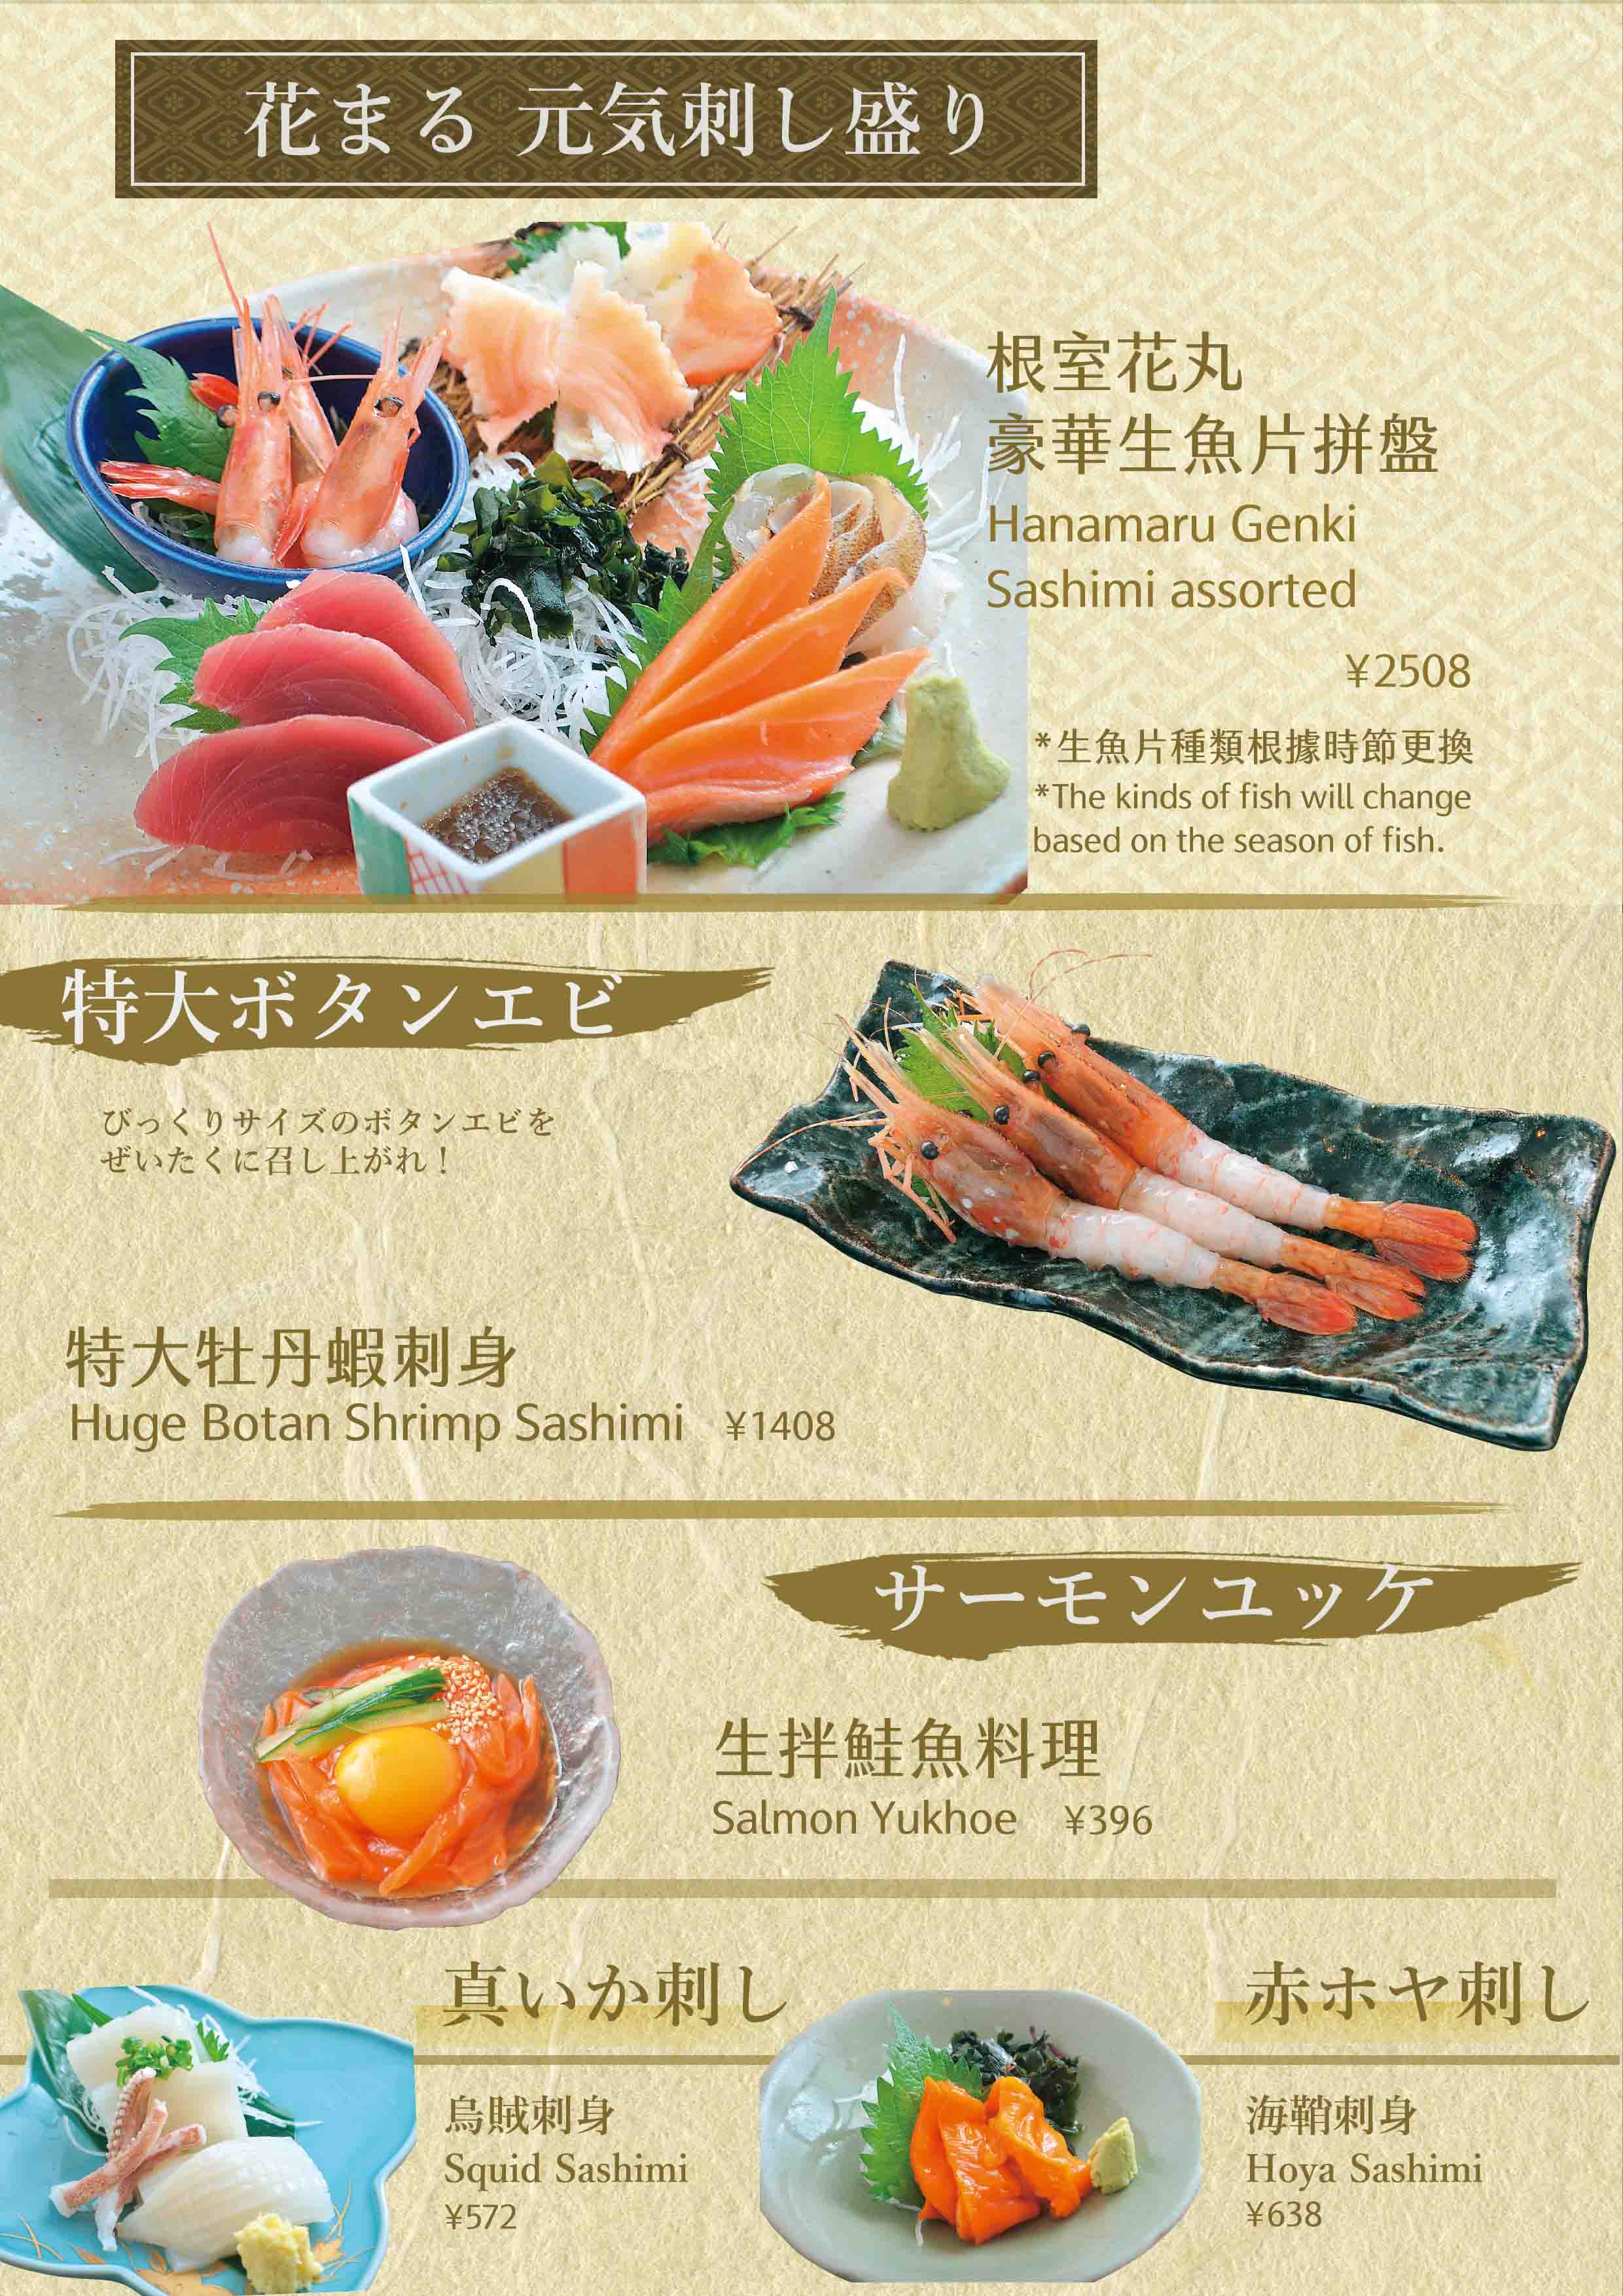 花まる 元気刺し盛り
根室花丸
豪華生魚片拼盤
Hanamaru Genki
Sashimi assorted
¥2508
*生魚片種類根據時節更換
*The kinds of fish will change
based on the season of fish.
特大ボタンエビ
びっくりサイズのボタンエビを
ぜいたくに召し上がれ！
特大牡丹蝦刺身
Huge Botan Shrimp Sashimi ¥1408
サーモンユッケ
生拌鮭魚料理
Salmon Yukhoe ¥396
真いか刺し
烏賊刺身
Squid Sashimi
¥572
赤ホヤ刺し
海鞘刺身
Hoya Sashimi
¥638